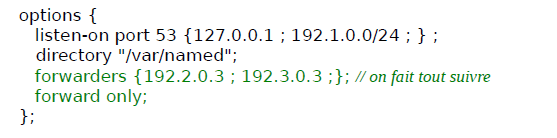 options {
listen-on port 53 {127.0.0.1 ; 192.1.0.0/24 ; } ;
directory "/var/named";
forwarders {192.2.0.3 ; 192.3.0.3 ;}; // on fait tout suivre
forward only;
};